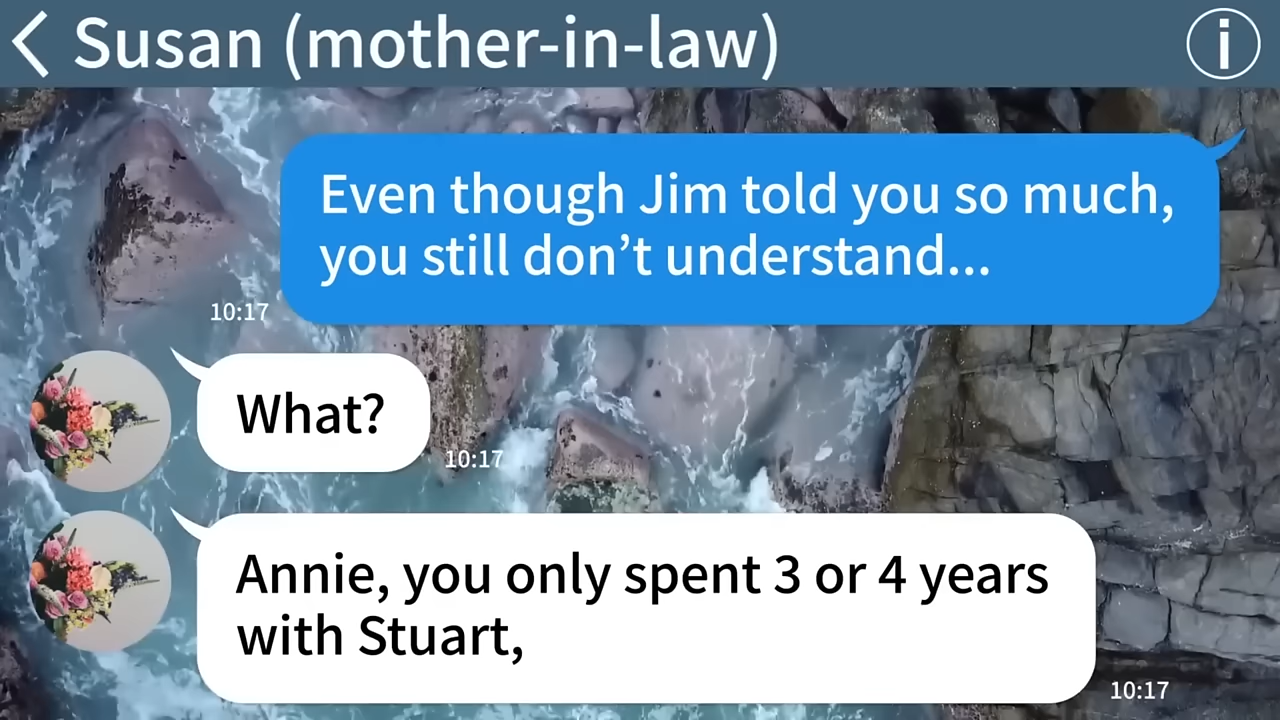 Susan (mother-in-law)
Even though Jim told you so much,
you still don’t understand...
10:17
What?
10:17
Annie, you only spent 3 or 4 years
with Stuart,
10:17